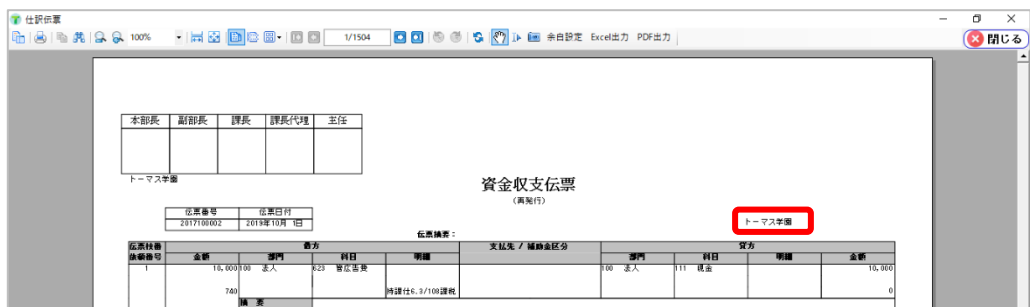 仕訳伝票
100% 1/1504 余白設定 Excel出力 PDF出力 閉じる
本部長 副部長 課長 課長代理 主任
トーマス学園
資金収支伝票
(再発行)
伝票番号 伝票日付
2017100002 2019年10月 1日
トーマス学園
伝票摘要:
伝票枝番 借方 支払先 / 補助金区分 貸方
依頼番号 金額 部門 科目 明細 部門 科目 明細 金額
1 10,000 100 法人 623 管広告費 100 法人 111 現金 10,000
740 特課仕6.3/108課税 0
摘 要